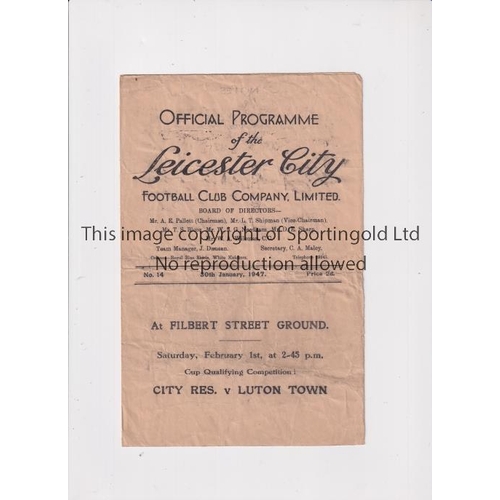 OFFICIAL PROGRAMME
of the
Leicester City
FOOTBALL CLUB COMPANY, LIMITED.
BOARD OF DIRECTORS—
Mr. A. E. Pallett (Chairman), Mr. L. T. Shipman (Vice-Chairman),
This image copyright of Sportingold Ltd
Team Manager, J. Duncan. Secretary, C. A. Maley,
No reproduction allowed
No. 14 January, 1947. Price 2d.
At FILBERT STREET GROUND.
Saturday, February 1st, at 2-45 p.m.
Cup Qualifying Competition:
CITY RES. v LUTON TOWN